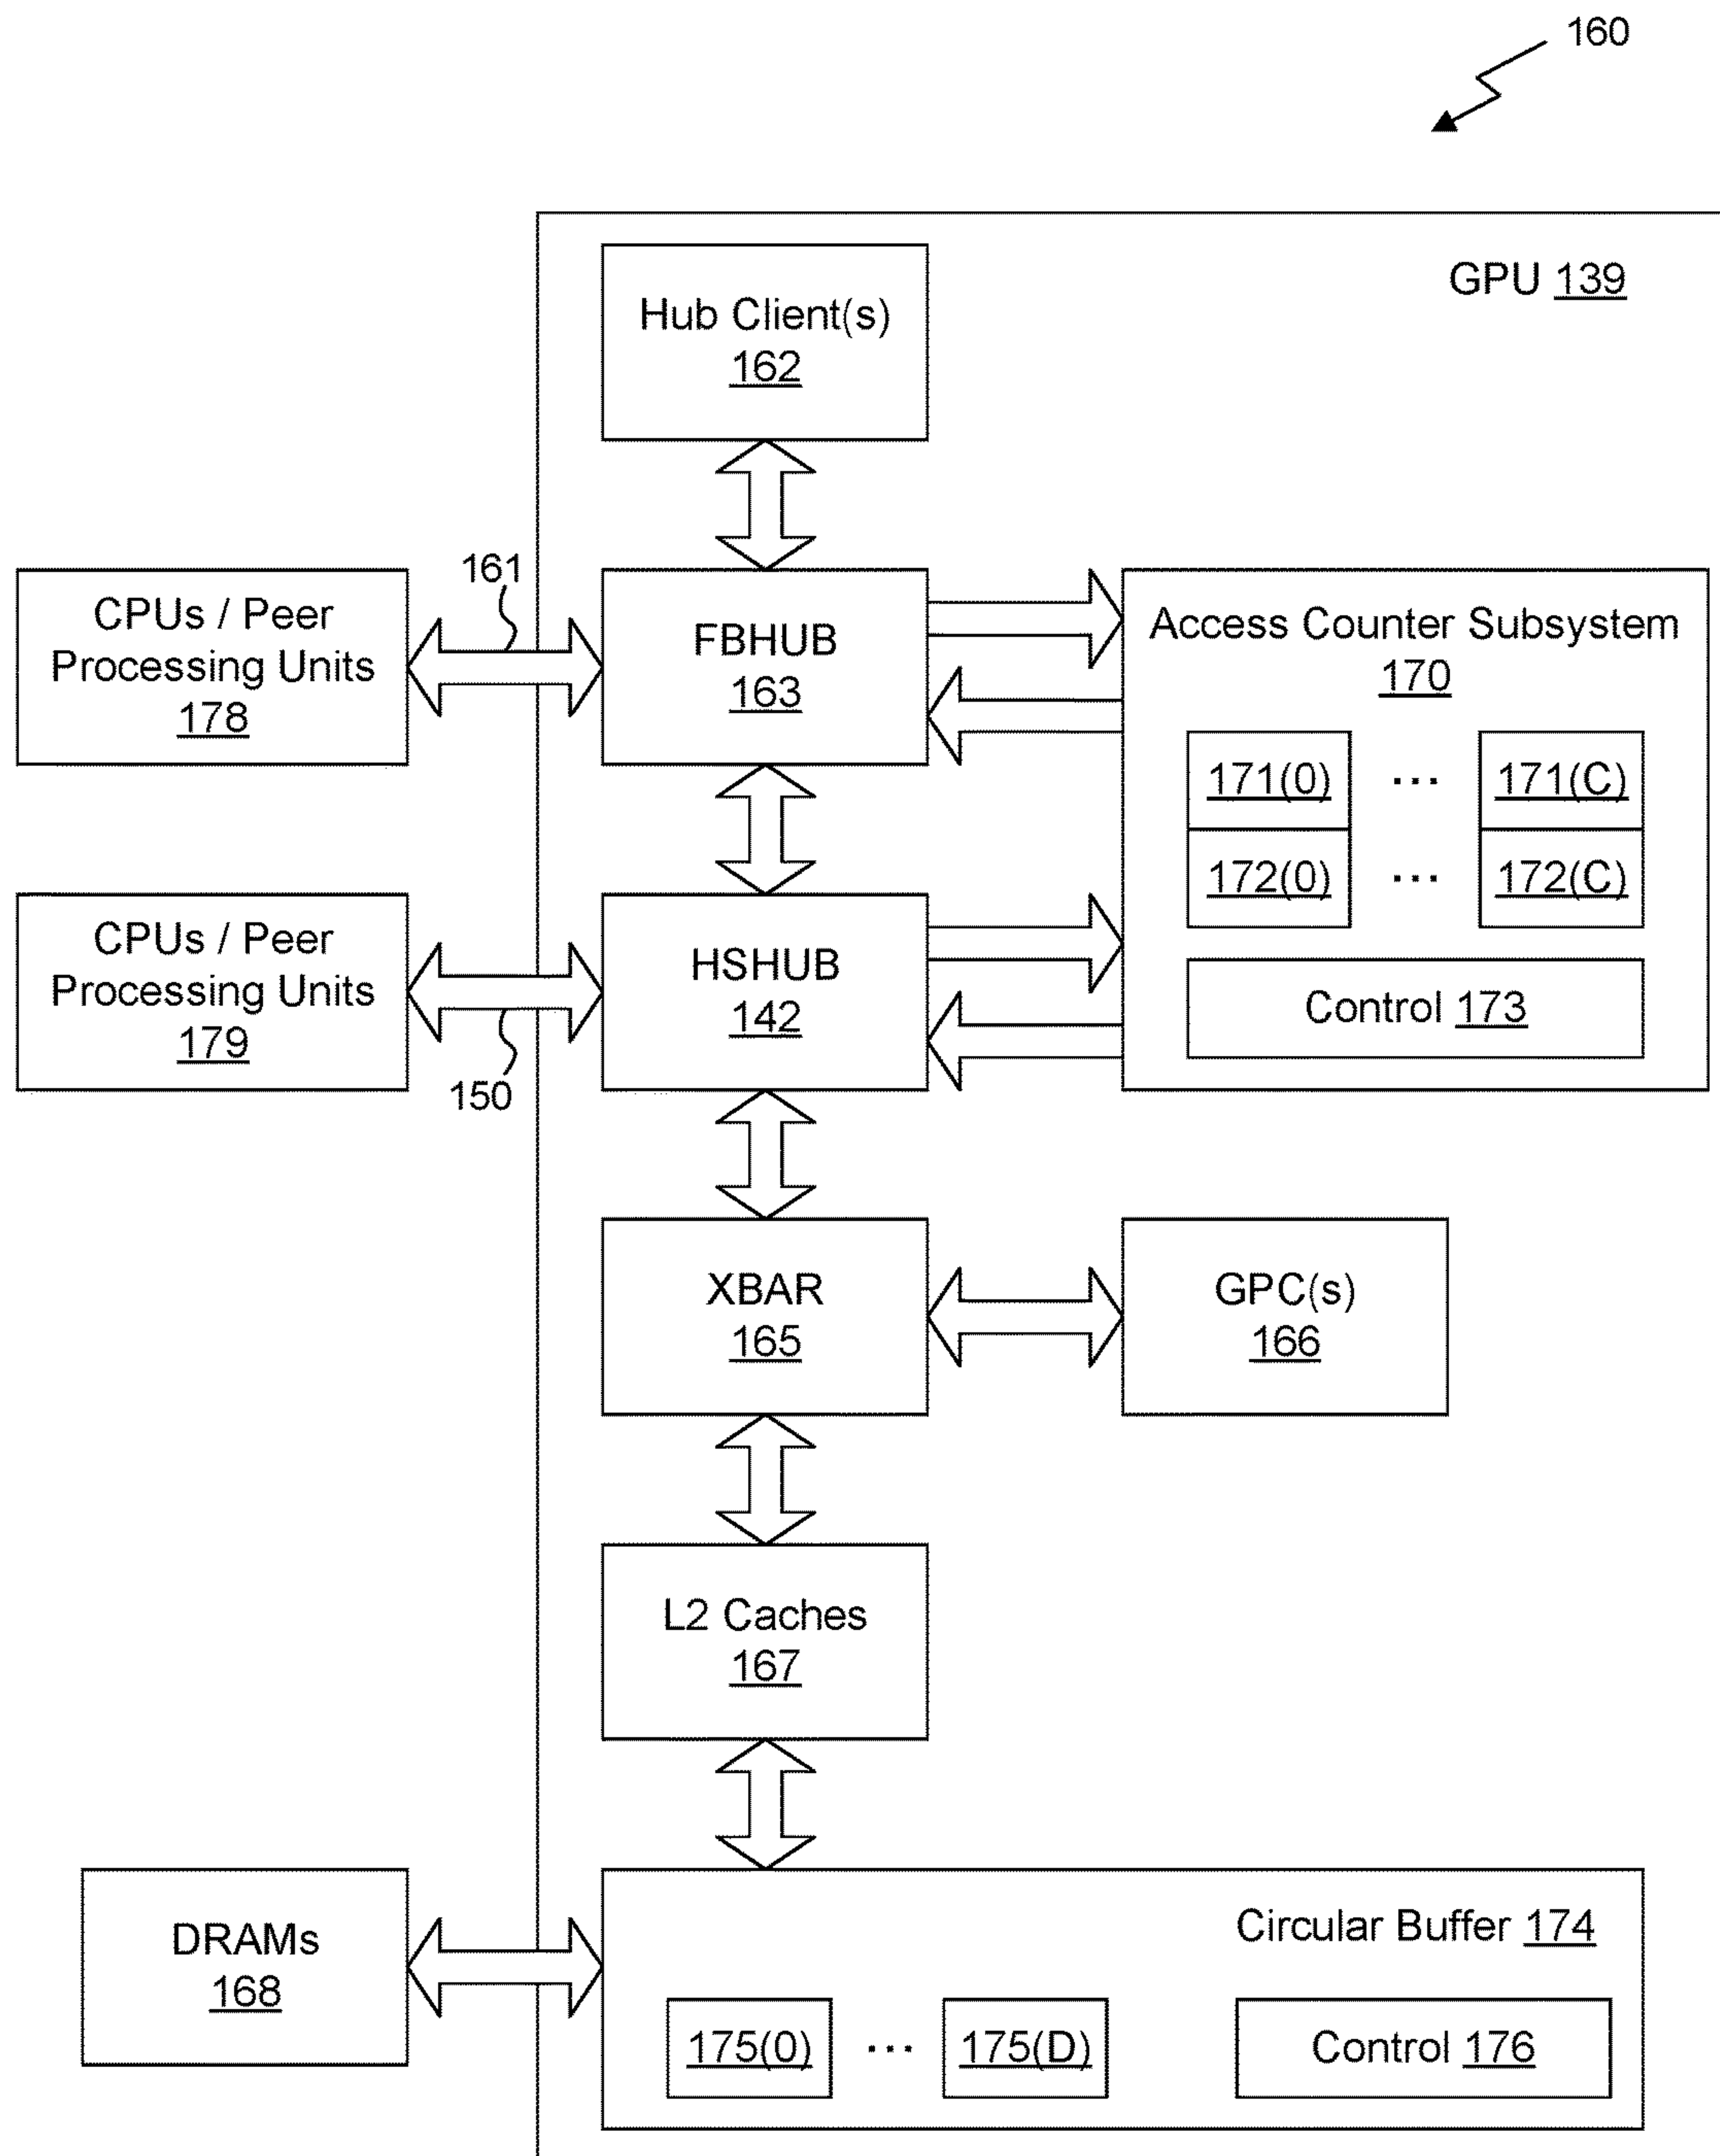 160
GPU 139
Hub Client(s)
162
161
CPUs / Peer
Processing Units
178
FBHUB
163
Access Counter Subsystem
170
171(0) ... 171(C)
172(0) ... 172(C)
Control 173
CPUs / Peer
Processing Units
179
150
HSHUB
142
XBAR
165
GPC(s)
166
L2 Caches
167
DRAMs
168
Circular Buffer 174
175(0) ... 175(D)
Control 176